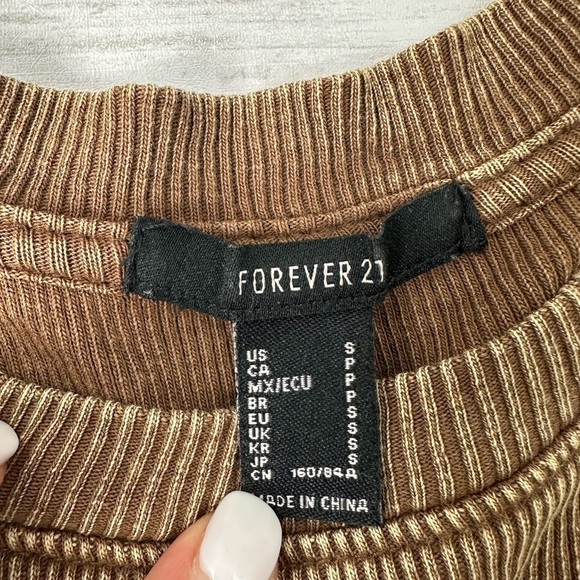 FOREVER 21
US S
CA P
MX/ECU P
BR P
EU S
UK S
KR S
JP S
CN 160/84A
MADE IN CHINA